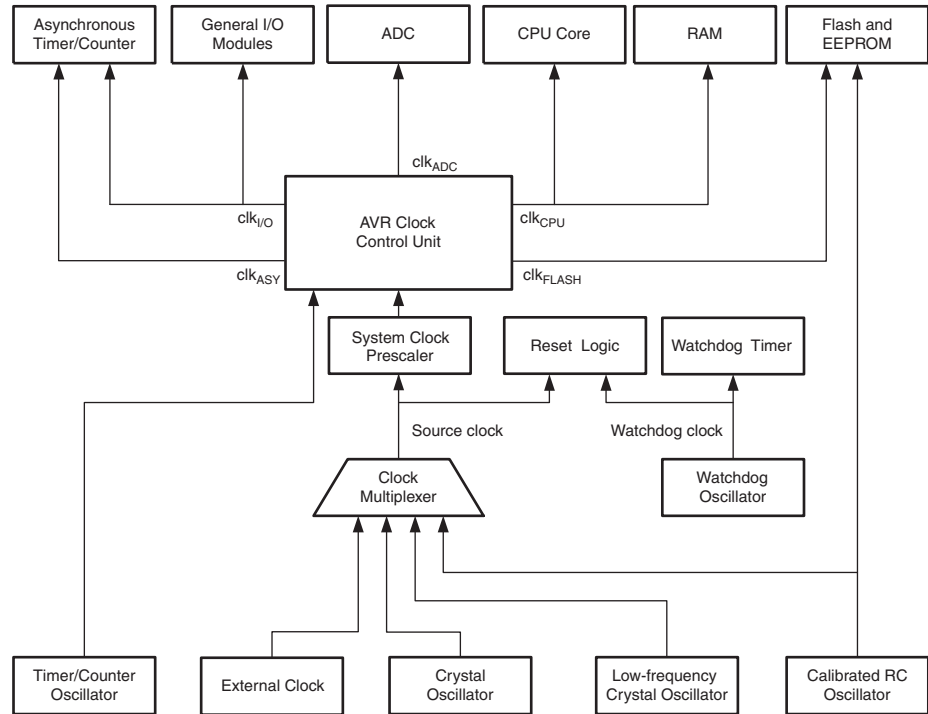 Asynchronous
Timer/Counter
General I/O
Modules
ADC
CPU Core
RAM
Flash and
EEPROM
clkADC
clkI/O
AVR Clock
Control Unit
clkCPU
clkASY
clkFLASH
System Clock
Prescaler
Reset Logic
Watchdog Timer
Source clock
Watchdog clock
Clock
Multiplexer
Watchdog
Oscillator
Timer/Counter
Oscillator
External Clock
Crystal
Oscillator
Low-frequency
Crystal Oscillator
Calibrated RC
Oscillator